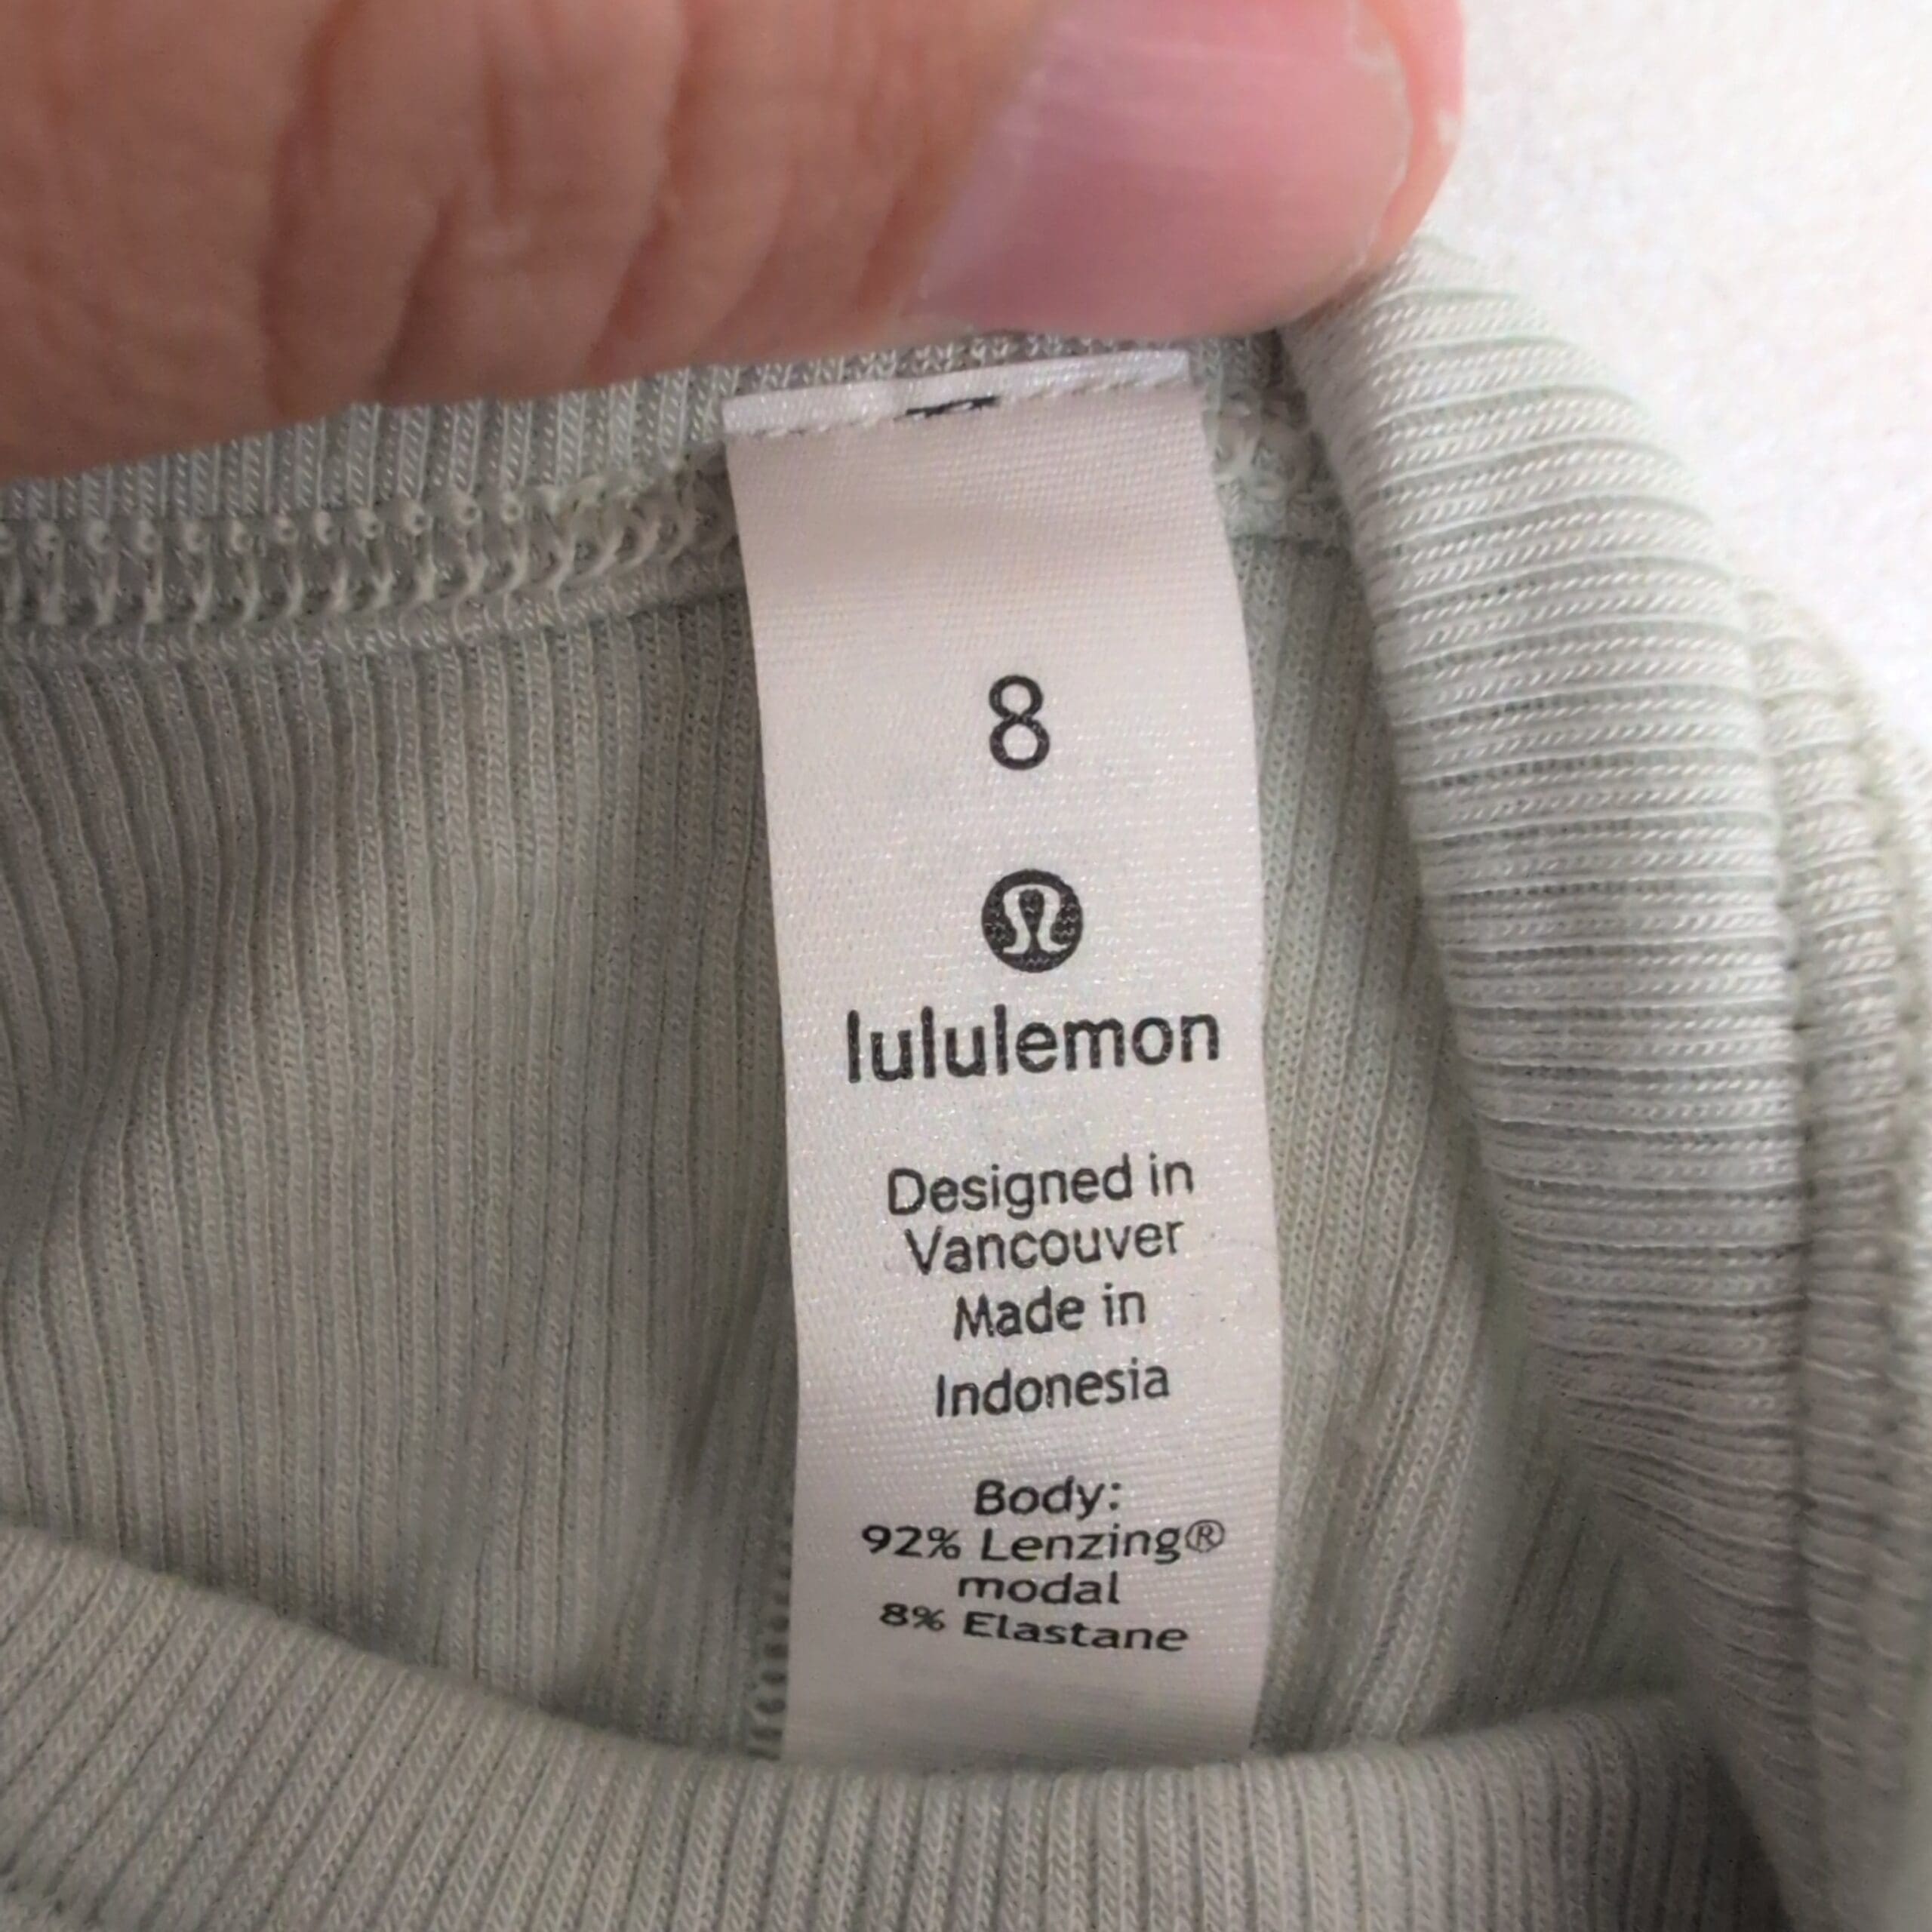 8
lululemon
Designed in
Vancouver
Made in
Indonesia
Body:
92% Lenzing®
modal
8% Elastane